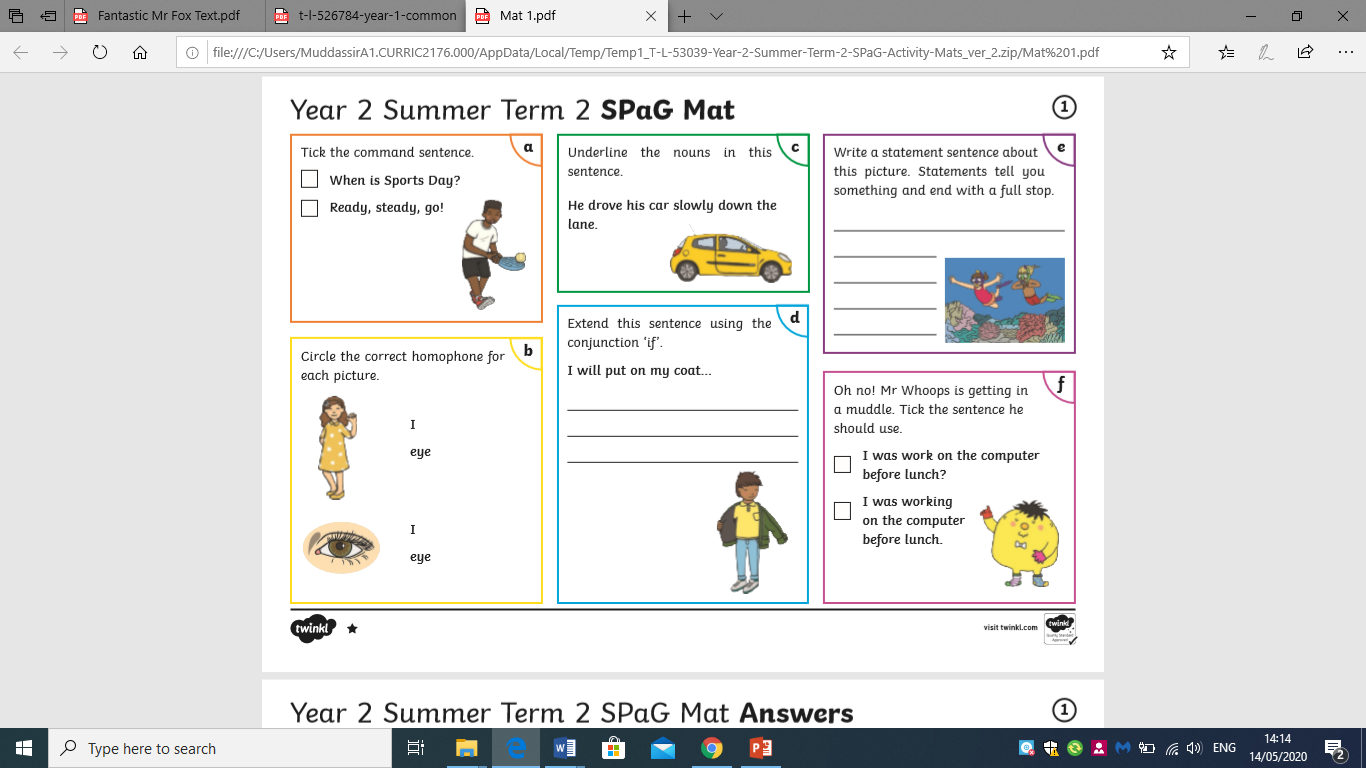 Fantastic Mr Fox Text.pdf
t-l-526784-year-1-common
Mat 1.pdf
file:///C:/Users/MuddassirA1.CURRIC2176.000/AppData/Local/Temp/Temp1_T-L-53039-Year-2-Summer-Term-2-SPaG-Activity-Mats_ver_2.zip/Mat%201.pdf
Year 2 Summer Term 2 SPaG Mat
1
a
Tick the command sentence.
When is Sports Day?
Ready, steady, go!
b
Circle the correct homophone for
each picture.
I
eye
I
eye
c
Underline the nouns in this
sentence.
He drove his car slowly down the
lane.
d
Extend this sentence using the
conjunction ‘if’.
I will put on my coat...
e
Write a statement sentence about
this picture. Statements tell you
something and end with a full stop.
f
Oh no! Mr Whoops is getting in
a muddle. Tick the sentence he
should use.
I was work on the computer
before lunch?
I was working
on the computer
before lunch.
twinkl
visit twinkl.com
twinkl
Quality Standard
Approved
Year 2 Summer Term 2 SPaG Mat Answers
1
Type here to search
ENG
14:14
14/05/2020
2